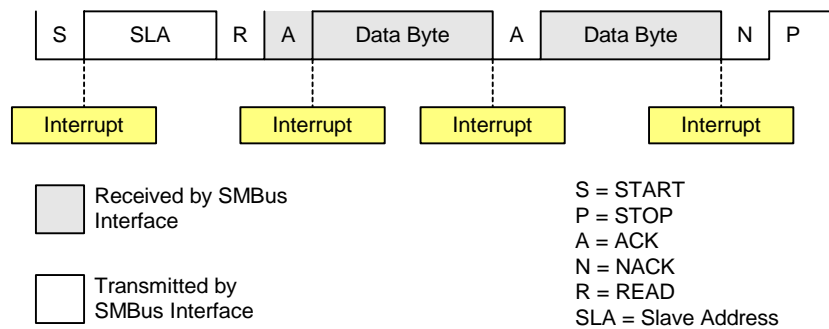 S SLA R A Data Byte A Data Byte N P
Interrupt Interrupt Interrupt Interrupt
Received by SMBus
Interface
Transmitted by
SMBus Interface
S = START
P = STOP
A = ACK
N = NACK
R = READ
SLA = Slave Address